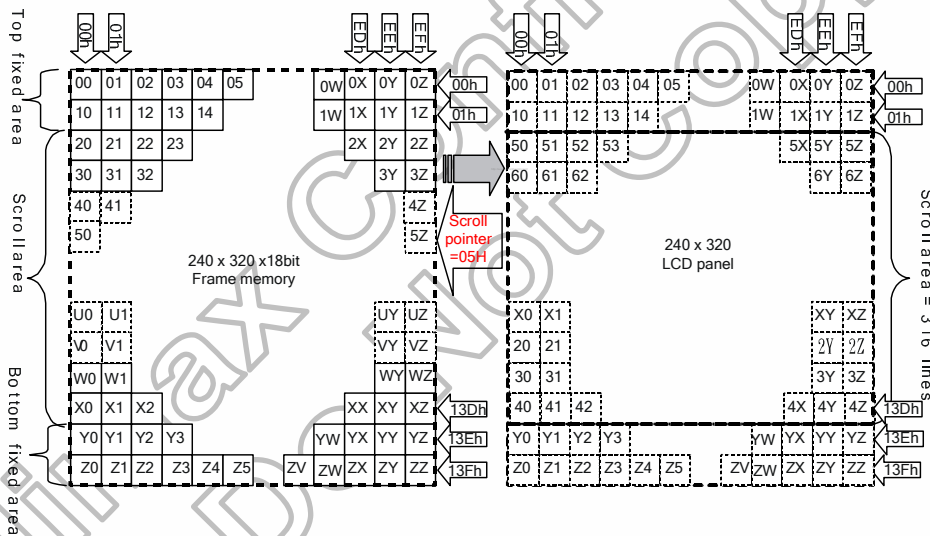 00h 01h EDh EEh EFh 00h 01h EDh EEh EFh
Top fixed area
00 01 02 03 04 05 0W 0X 0Y 0Z 00h 00 01 02 03 04 05 0W 0X 0Y 0Z 00h
10 11 12 13 14 1W 1X 1Y 1Z 01h 10 11 12 13 14 1W 1X 1Y 1Z 01h
20 21 22 23 2X 2Y 2Z 50 51 52 53 5X 5Y 5Z
30 31 32 3Y 3Z 60 61 62 6Y 6Z
Scroll area
40 41 4Z
50 5Z
Scroll
pointer
=05H
240 x 320 x18bit
Frame memory
240 x 320
LCD panel
Scroll area = 316 lines
U0 U1 UY UZ X0 X1 XY XZ
V0 V1 VY VZ 20 21 2Y 2Z
W0 W1 WY WZ 30 31 3Y 3Z
X0 X1 X2 XX XY XZ 13Dh 40 41 42 4X 4Y 4Z 13Dh
Bottom fixed area
Y0 Y1 Y2 Y3 YW YX YY YZ 13Eh Y0 Y1 Y2 Y3 YW YX YY YZ 13Eh
Z0 Z1 Z2 Z3 Z4 Z5 ZV ZW ZX ZY ZZ 13Fh Z0 Z1 Z2 Z3 Z4 Z5 ZV ZW ZX ZY ZZ 13Fh